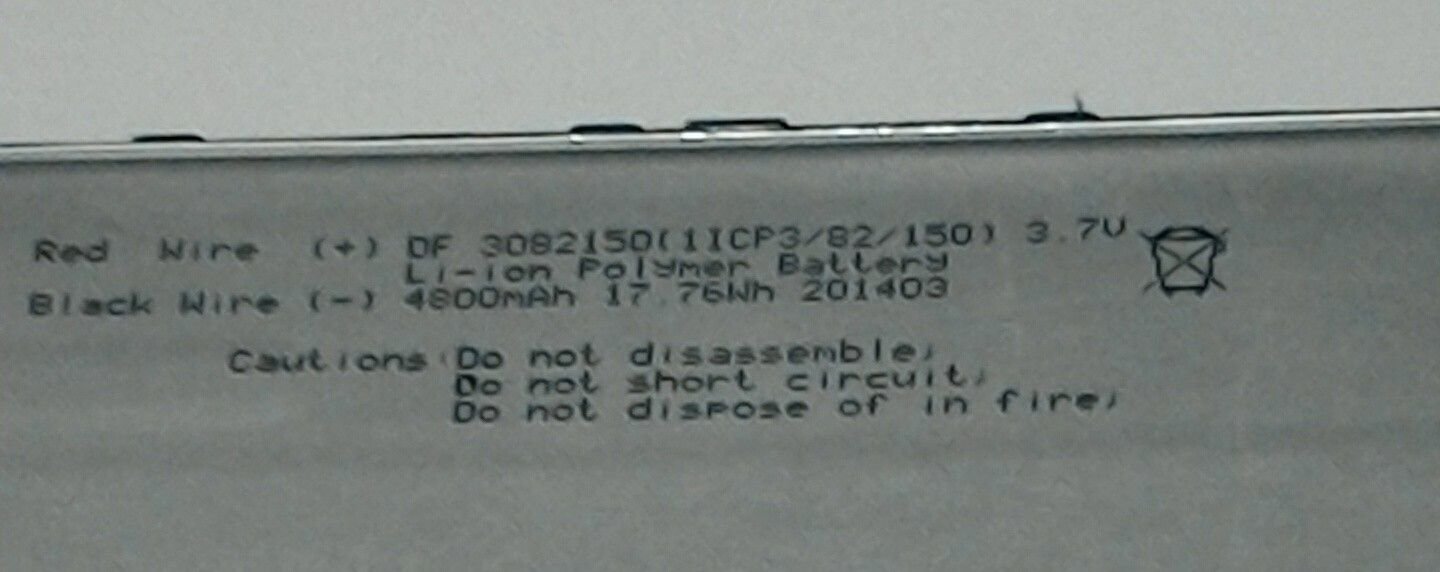 Red Wire (+) DF 3082150(1ICP3/82/150) 3.7V
Li-ion Polymer Battery
Black Wire (-) 4800mAh 17.76Wh 201403
Cautions:Do not disassemble;
Do not short circuit;
Do not dispose of in fire;